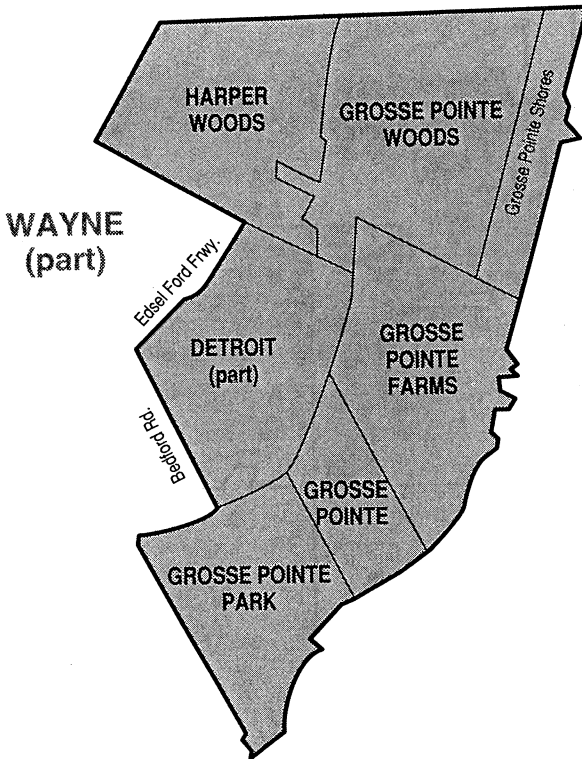 HARPER
WOODS
GROSSE POINTE
WOODS
Grosse Pointe Shores
WAYNE
(part)
Edsel Ford Frwy.
DETROIT
(part)
GROSSE
POINTE
FARMS
Bedford Rd.
GROSSE
POINTE
GROSSE POINTE
PARK